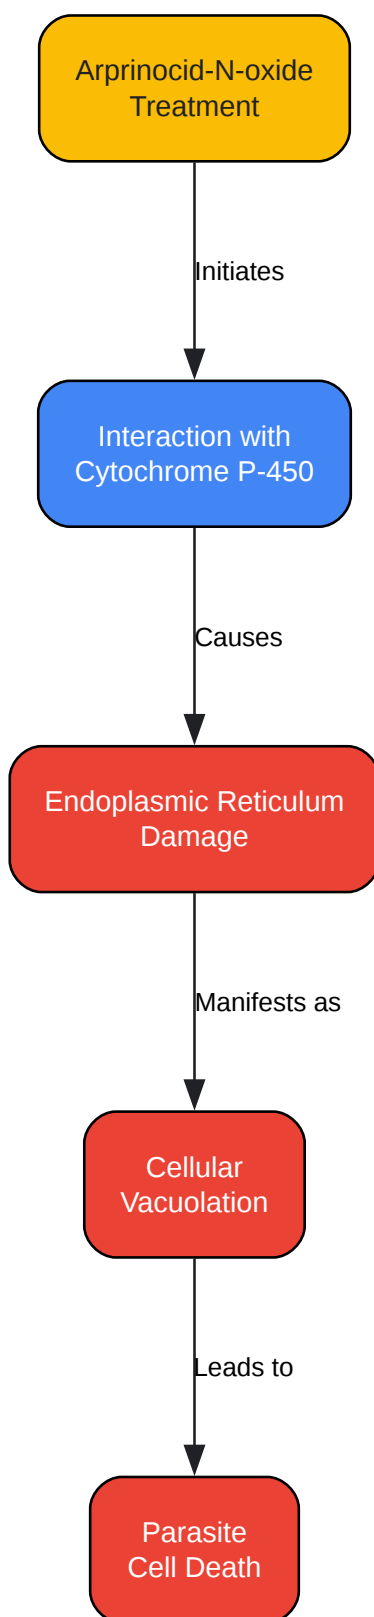 Arprinocid-N-oxide
Treatment
Initiates
Interaction with
Cytochrome P-450
Causes
Endoplasmic Reticulum
Damage
Manifests as
Cellular
Vacuolation
Leads to
Parasite
Cell Death